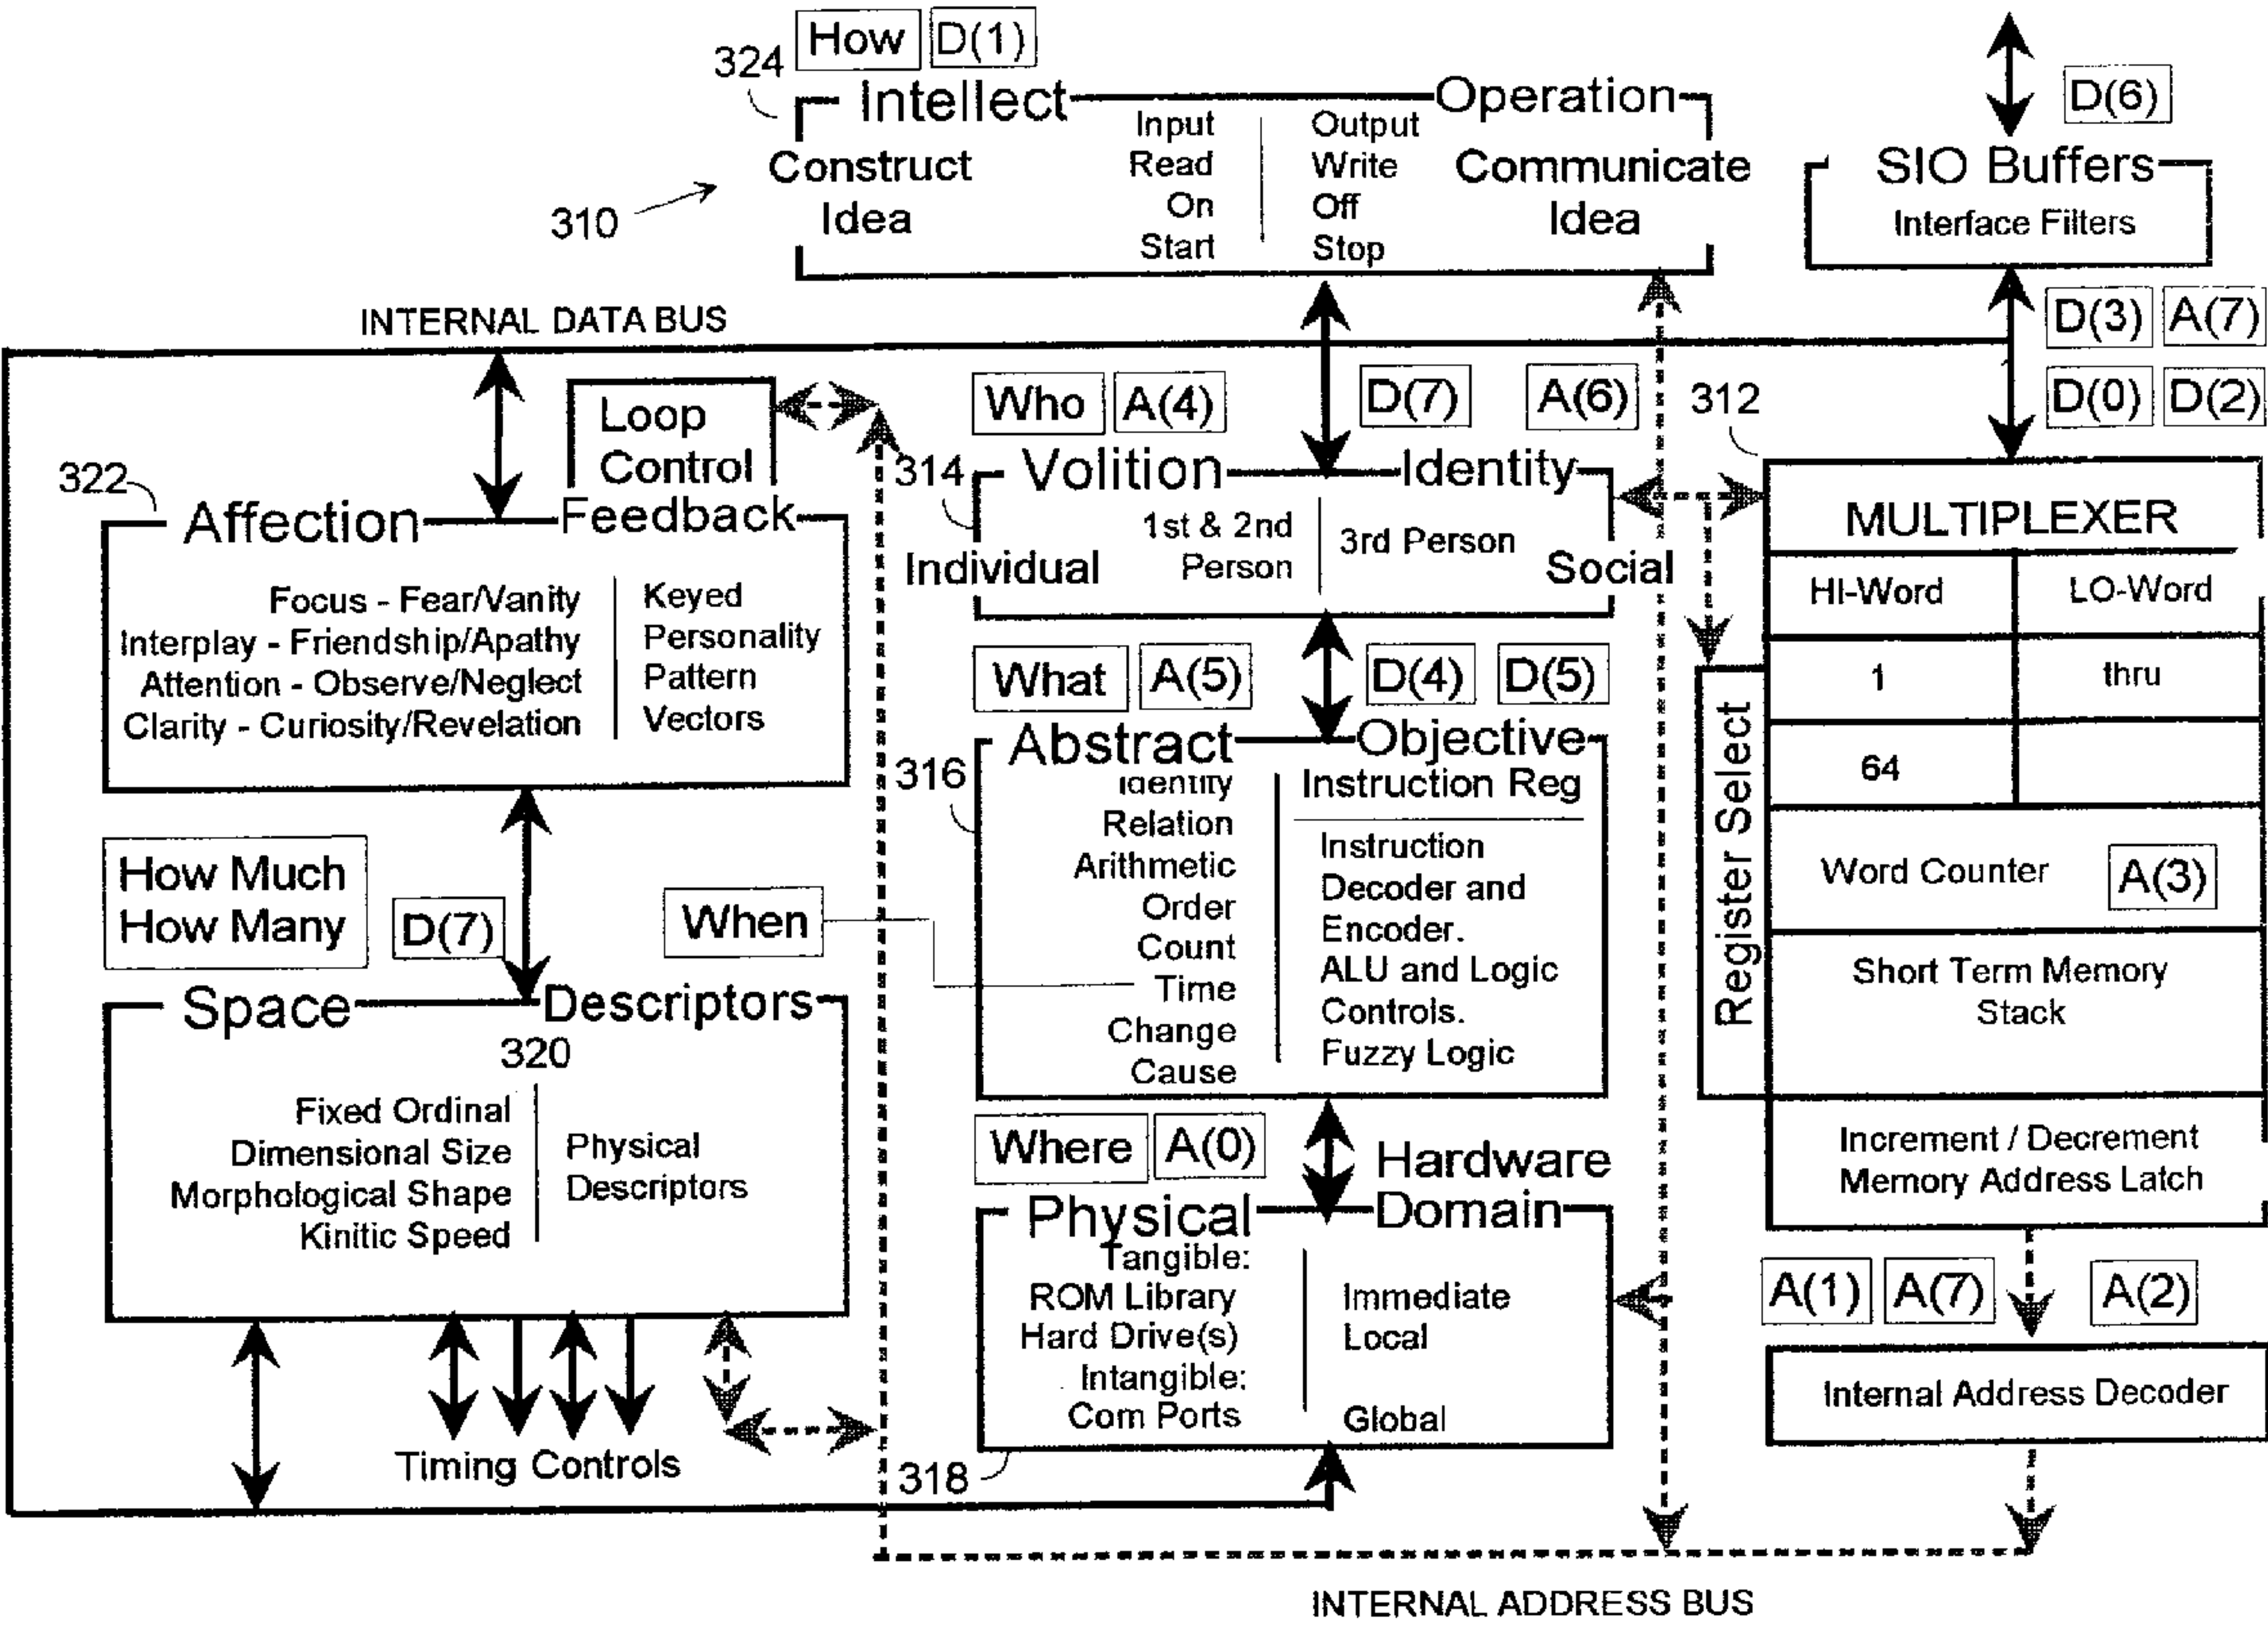 How D(1)
324
Intellect Operation
Input Output
Construct Read Write Communicate
Idea On Off Idea
Start Stop
310
D(6)
SIO Buffers
Interface Filters
INTERNAL DATA BUS
D(3) A(7)
D(0) D(2)
Loop
Control
322
Affection Feedback
Focus - Fear/Vanity Keyed
Interplay - Friendship/Apathy Personality
Attention - Observe/Neglect Pattern
Clarity - Curiosity/Revelation Vectors
How Much
How Many
D(7)
When
Space Descriptors
320
Fixed Ordinal
Dimensional Size Physical
Morphological Shape Descriptors
Kinitic Speed
Timing Controls
Who A(4) D(7) A(6)
314
Volition Identity
1st & 2nd 3rd Person
Person
Individual Social
What A(5) D(4) D(5)
316
Abstract Objective
Identity Instruction Reg
Relation Instruction
Arithmetic Decoder and
Order Encoder.
Count ALU and Logic
Time Controls.
Change Fuzzy Logic
Cause
Where A(0)
Hardware
Physical Domain
Tangible:
ROM Library Immediate
Hard Drive(s) Local
Intangible:
Com Ports Global
318
312
MULTIPLEXER
HI-Word LO-Word
1 thru
64
Register Select
Word Counter A(3)
Short Term Memory
Stack
Increment / Decrement
Memory Address Latch
A(1) A(7) A(2)
Internal Address Decoder
INTERNAL ADDRESS BUS